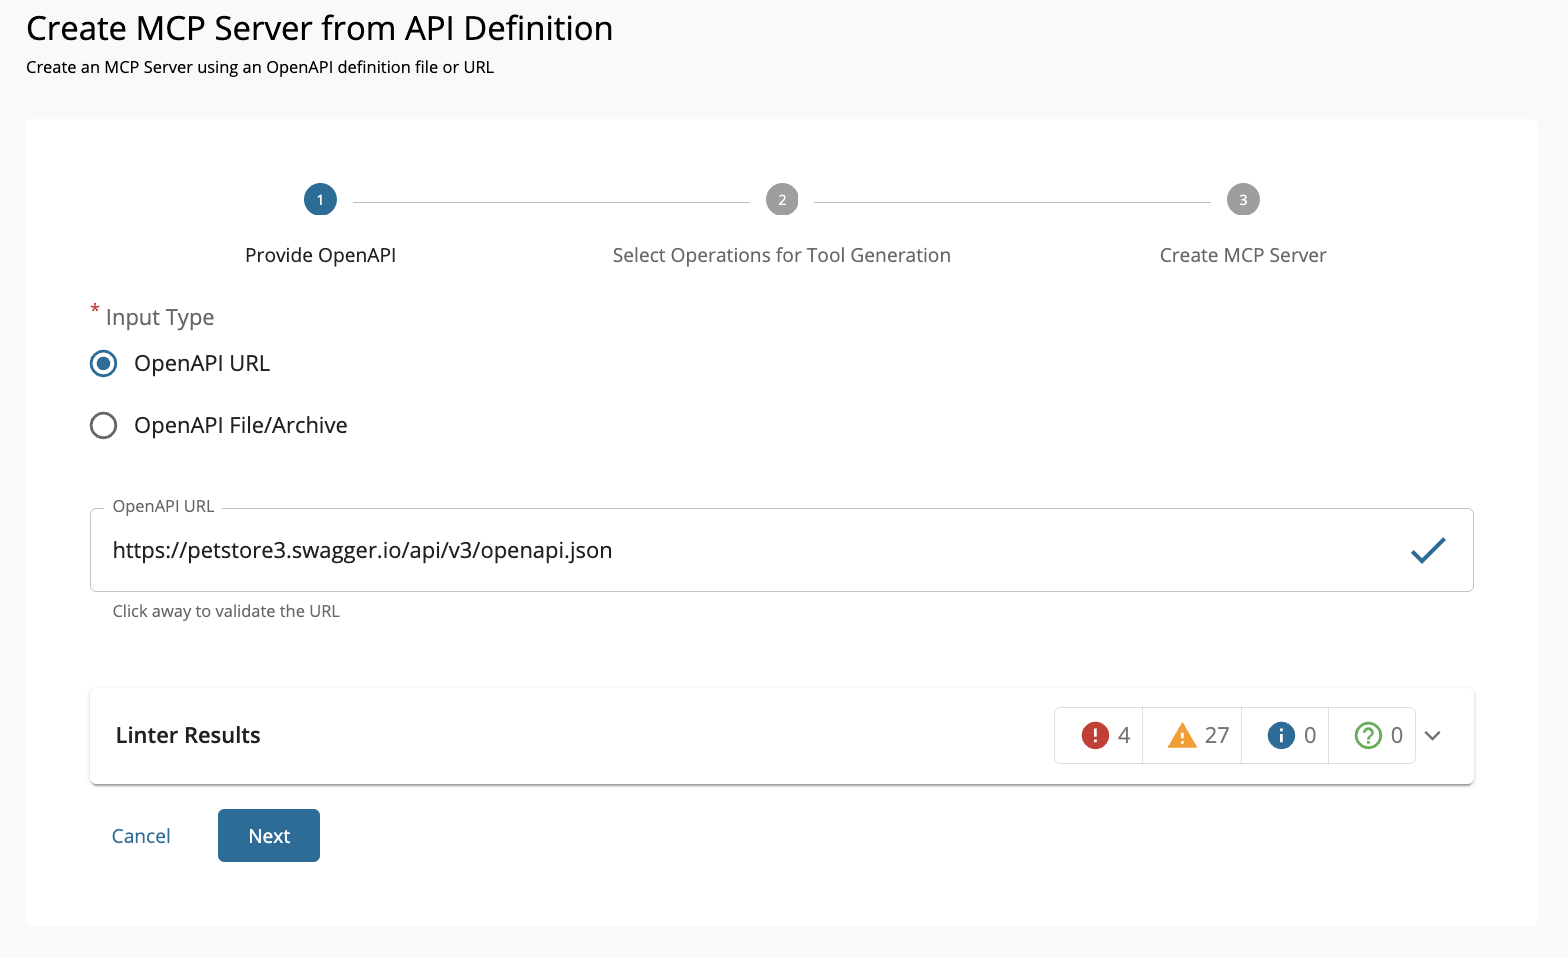 Create MCP Server from API Definition
Create an MCP Server using an OpenAPI definition file or URL
1
2
3
Provide OpenAPI
Select Operations for Tool Generation
Create MCP Server
* Input Type
OpenAPI URL
OpenAPI File/Archive
OpenAPI URL
https://petstore3.swagger.io/api/v3/openapi.json
Click away to validate the URL
Linter Results
4
27
0
0
Cancel
Next